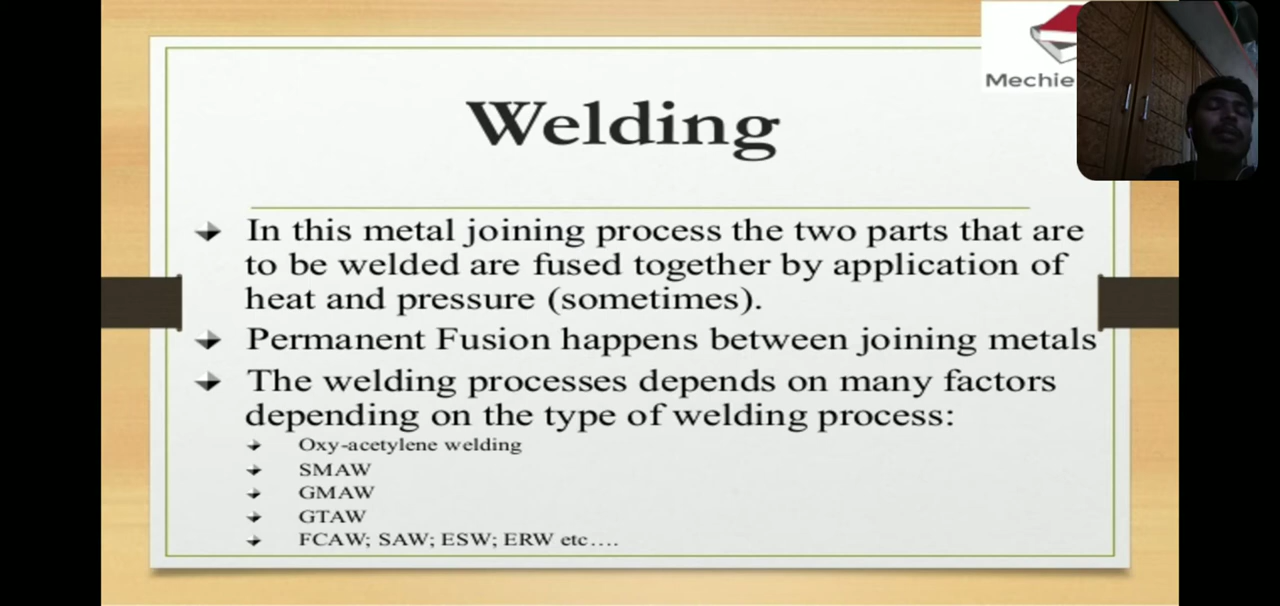 Mechie
Welding
In this metal joining process the two parts that are
to be welded are fused together by application of
heat and pressure (sometimes).
Permanent Fusion happens between joining metals
The welding processes depends on many factors
depending on the type of welding process:
Oxy-acetylene welding
SMAW
GMAW
GTAW
FCAW; SAW; ESW; ERW etc….